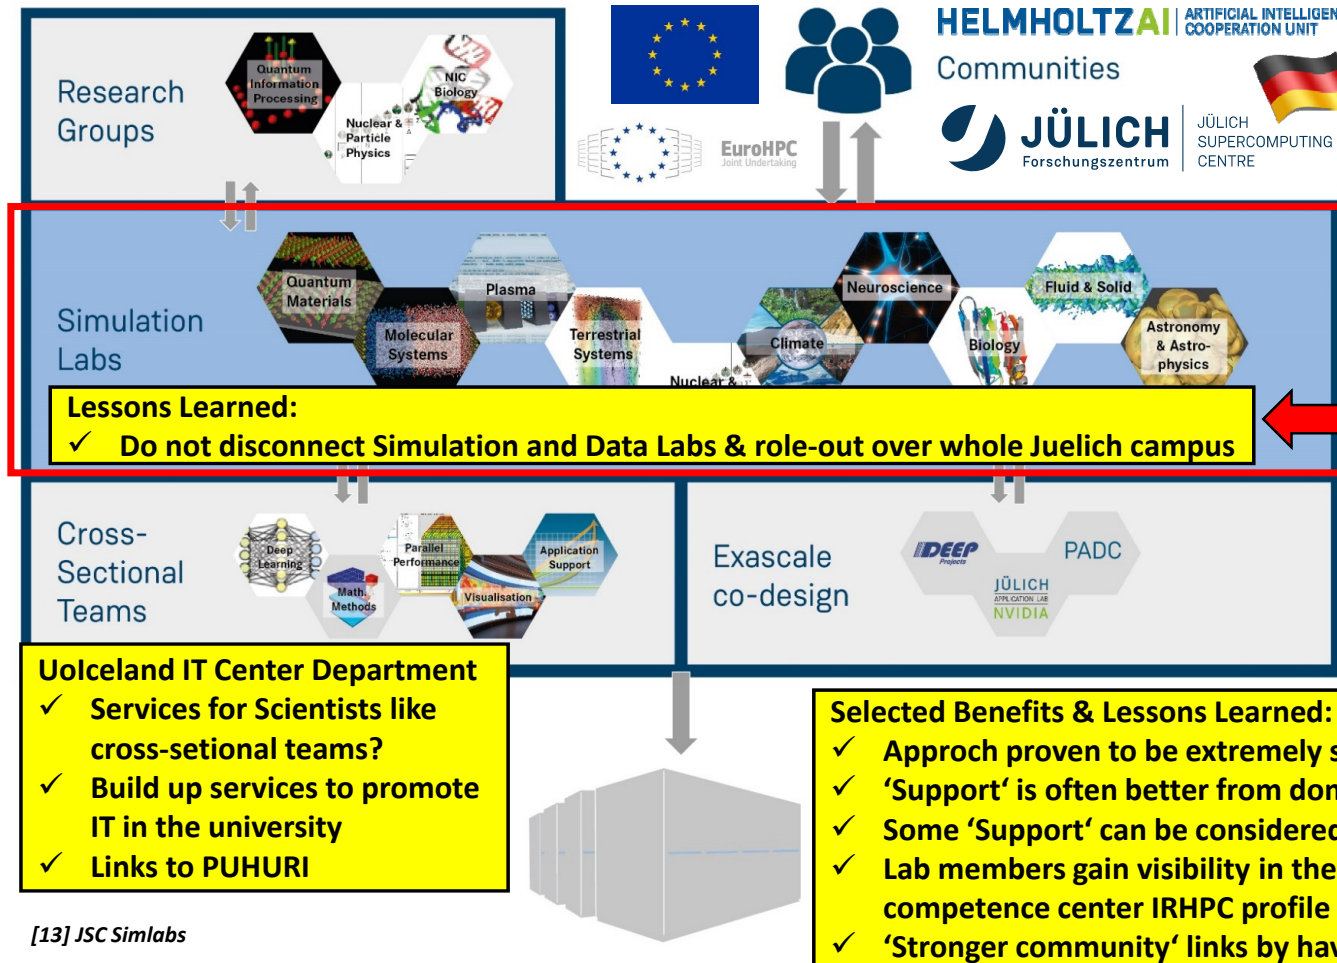 HELMHOLTZAI ARTIFICIAL INTELLIGEN
COOPERATION UNIT
Communities
EuroHPC
Joint Undertaking
JÜLICH
Forschungszentrum
JÜLICH
SUPERCOMPUTING
CENTRE
Research
Groups
Quantum
Information
Processing
Nuclear &
Particle
Physics
NIC
Biology
Simulation
Labs
Quantum
Materials
Molecular
Systems
Plasma
Terrestrial
Systems
Nuclear &
Climate
Neuroscience
Biology
Fluid & Solid
Astronomy
& Astro-
physics
Lessons Learned:
✓ Do not disconnect Simulation and Data Labs & role-out over whole Juelich campus
Cross-
Sectional
Teams
Deep
Learning
Math.
Methods
Parallel
Performance
Visualisation
Application
Support
Exascale
co-design
DEEP
Projects
JÜLICH
APPLICATION LAB
NVIDIA
PADC
UoIceland IT Center Department
✓ Services for Scientists like
cross-setional teams?
✓ Build up services to promote
IT in the university
✓ Links to PUHURI
Selected Benefits & Lessons Learned:
✓ Approch proven to be extremely s
✓ ‘Support‘ is often better from don
✓ Some ‘Support‘ can be considered
✓ Lab members gain visibility in the
competence center IRHPC profile
✓ ‘Stronger community‘ links by hav
[13] JSC Simlabs